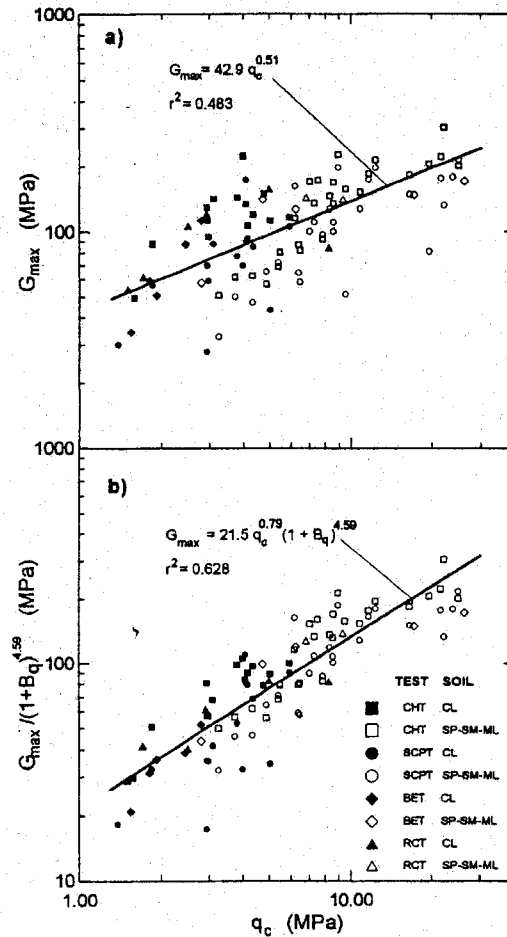 1000
a)
G_max = 42.9 q_c^0.51
r² = 0.483
G_max (MPa)
100
1000
b)
G_max = 21.5 q_c^0.79 (1 + B_q)^4.59
r² = 0.628
G_max/(1+B_q)^4.59 (MPa)
100
TEST SOIL
CHT CL
CHT SP-SM-ML
SCPT CL
SCPT SP-SM-ML
BET CL
BET SP-SM-ML
RCT CL
RCT SP-SM-ML
10
1.00 10.00
q_c (MPa)